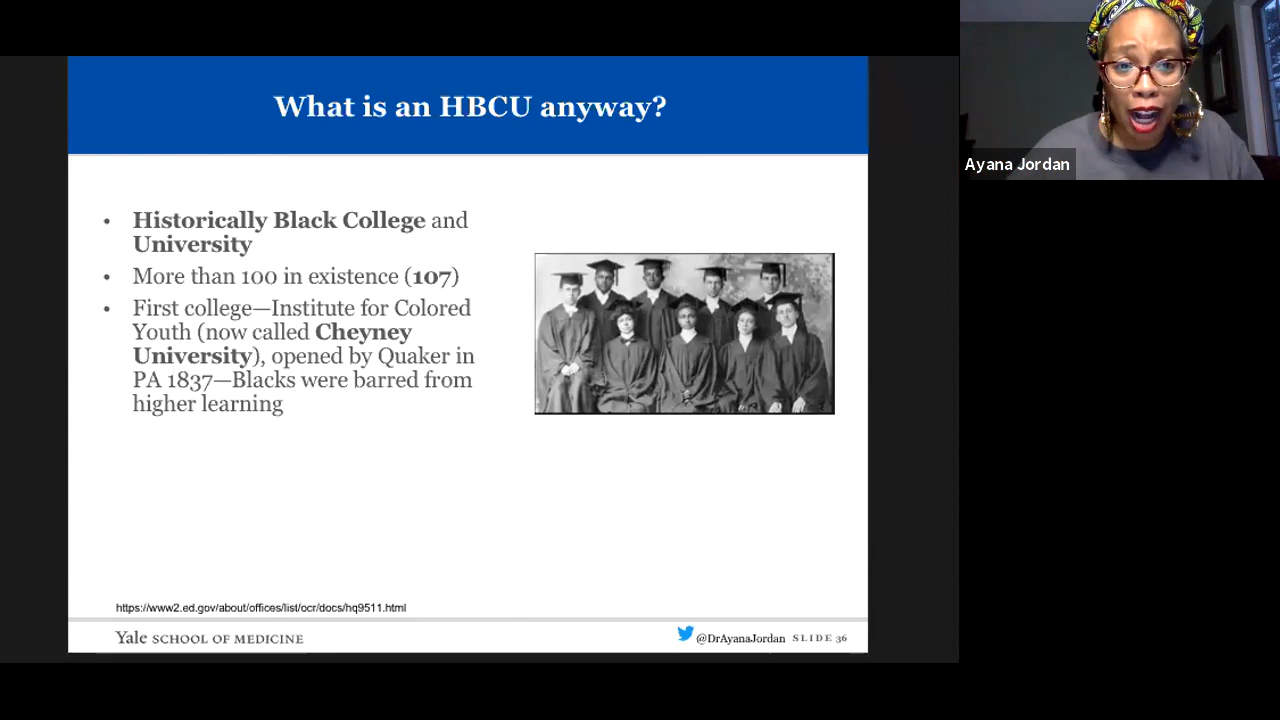 What is an HBCU anyway?
• Historically Black College and
University
• More than 100 in existence (107)
• First college—Institute for Colored
Youth (now called Cheyney
University), opened by Quaker in
PA 1837—Blacks were barred from
higher learning
https://www2.ed.gov/about/offices/list/ocr/docs/hq9511.html
Yale SCHOOL OF MEDICINE
@DrAyanaJordan SLIDE 36
Ayana Jordan